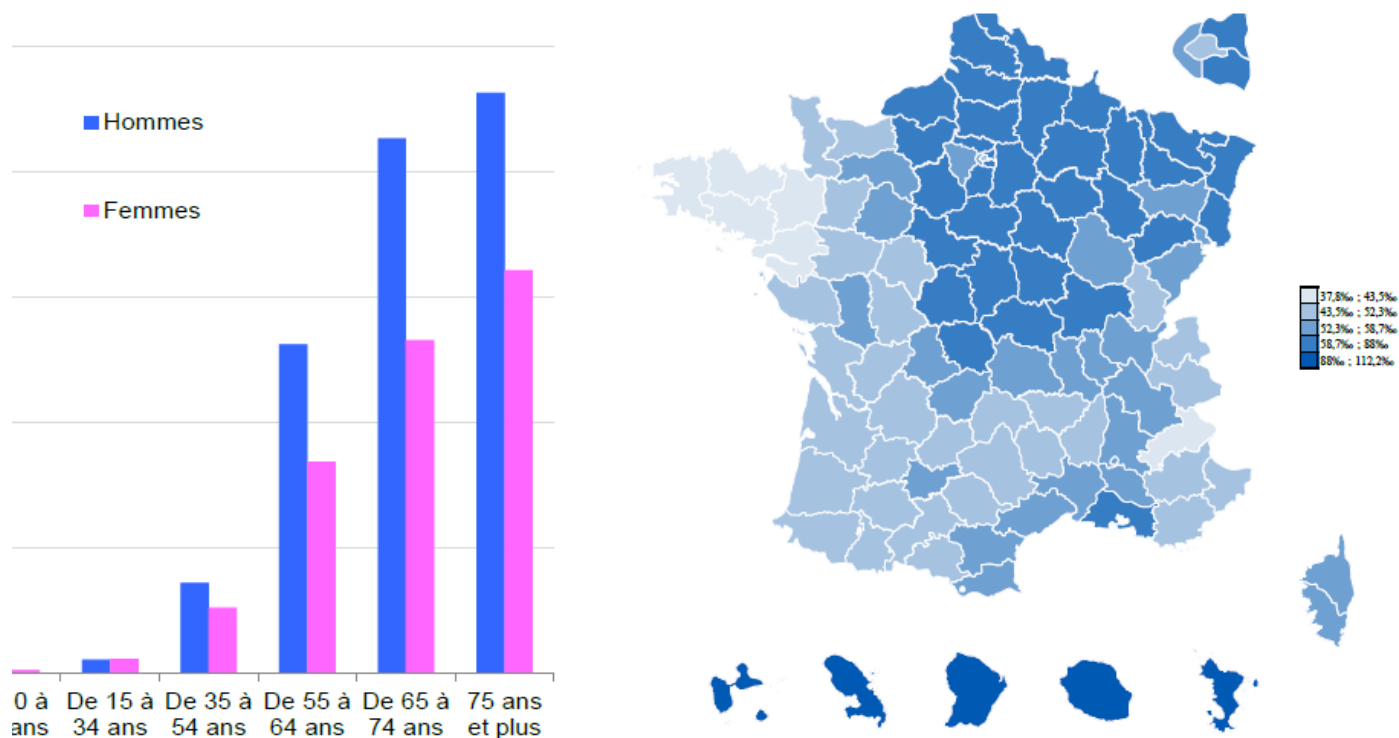 Hommes
Femmes
0 à De 15 à De 35 à De 55 à De 65 à 75 ans
ans 34 ans 54 ans 64 ans 74 ans et plus
37,8‰ ; 43,5‰
43,5‰ ; 52,3‰
52,3‰ ; 58,7‰
58,7‰ ; 88‰
88‰ ; 112,2‰